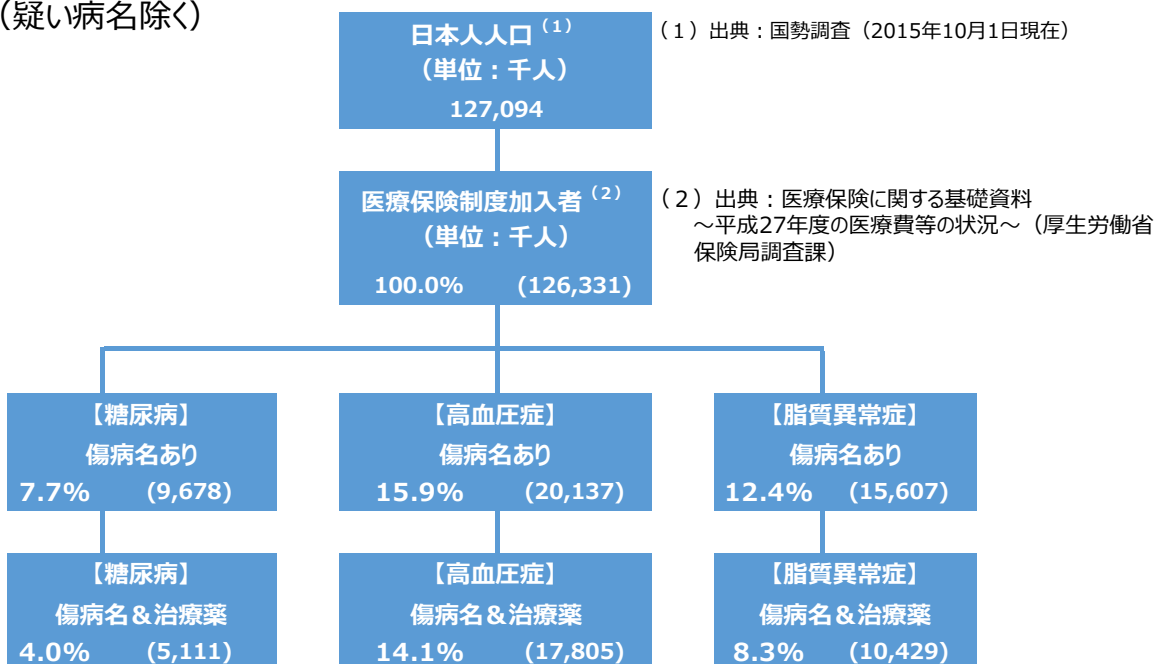 (疑い病名除く)
日本人人口（1）
（単位：千人）
127,094
（1）出典：国勢調査（2015年10月1日現在）
医療保険制度加入者（2）
（単位：千人）
100.0% (126,331)
（2）出典：医療保険に関する基礎資料
～平成27年度の医療費等の状況～（厚生労働省
保険局調査課）
【糖尿病】
傷病名あり
7.7% (9,678)
【高血圧症】
傷病名あり
15.9% (20,137)
【脂質異常症】
傷病名あり
12.4% (15,607)
【糖尿病】
傷病名＆治療薬
4.0% (5,111)
【高血圧症】
傷病名＆治療薬
14.1% (17,805)
【脂質異常症】
傷病名＆治療薬
8.3% (10,429)